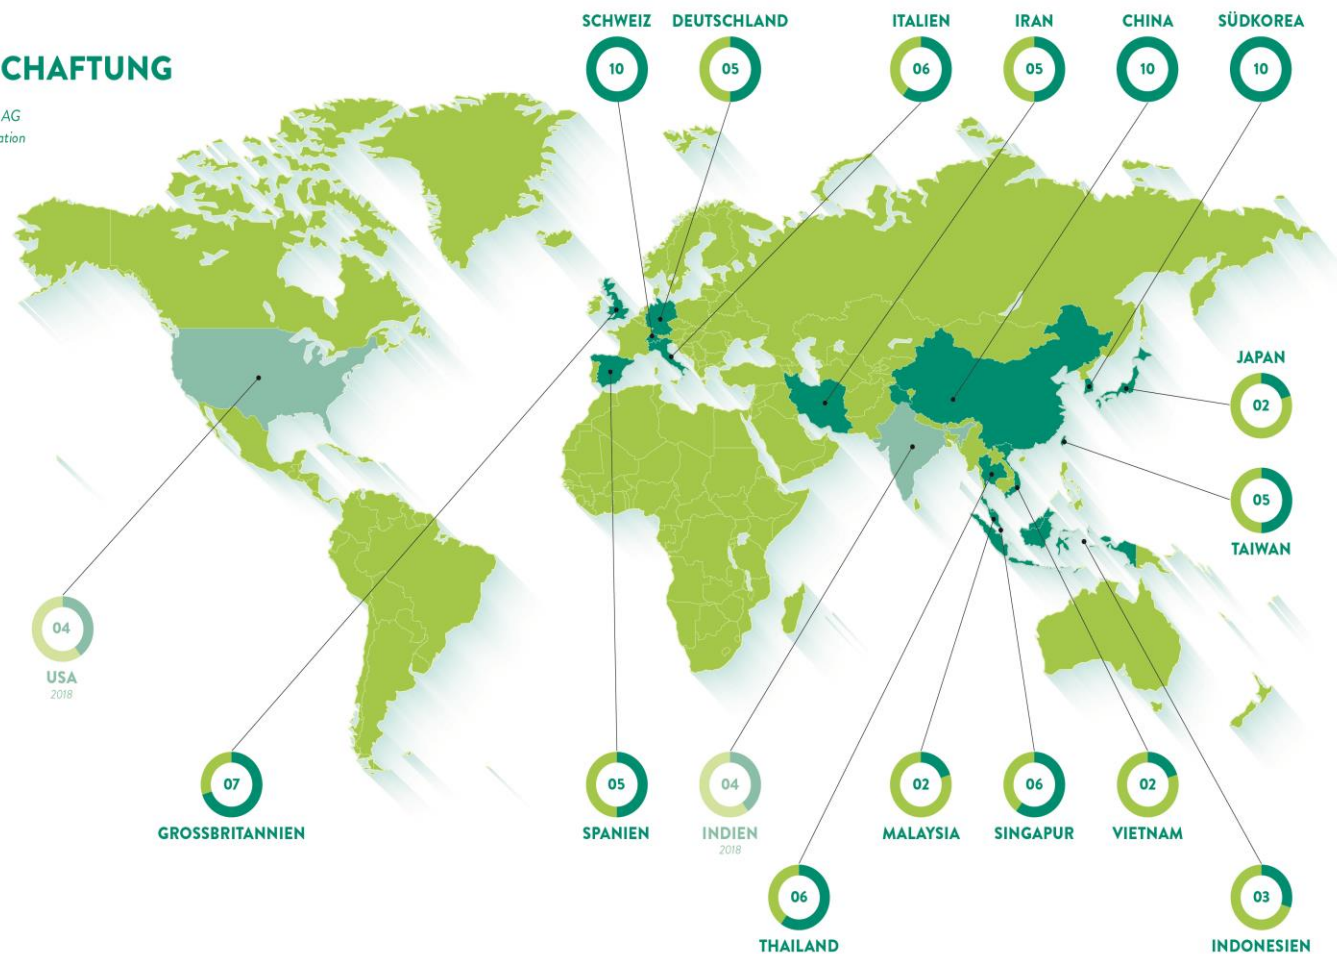 SCHWEIZ
DEUTSCHLAND
ITALIEN
IRAN
CHINA
SÜDKOREA
10
05
06
05
10
10
CHAFTUNG
AG
JAPAN
02
05
TAIWAN
04
USA
2018
07
GROSSBRITANNIEN
05
SPANIEN
04
INDIEN
2018
02
MALAYSIA
06
SINGAPUR
02
VIETNAM
06
THAILAND
03
INDONESIEN